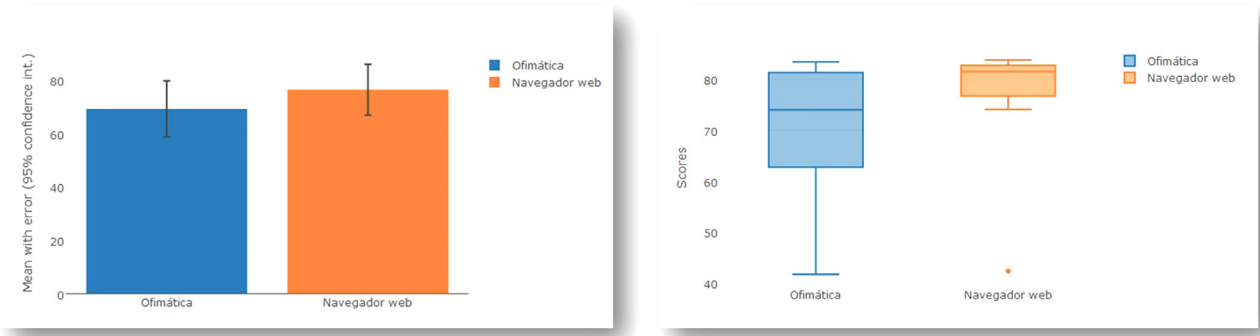 Mean with error (95% confidence int.)
80
60
40
20
0
Ofimática
Navegador web
Ofimática
Navegador web
Scores
80
70
60
50
40
Ofimática
Navegador web
Ofimática
Navegador web